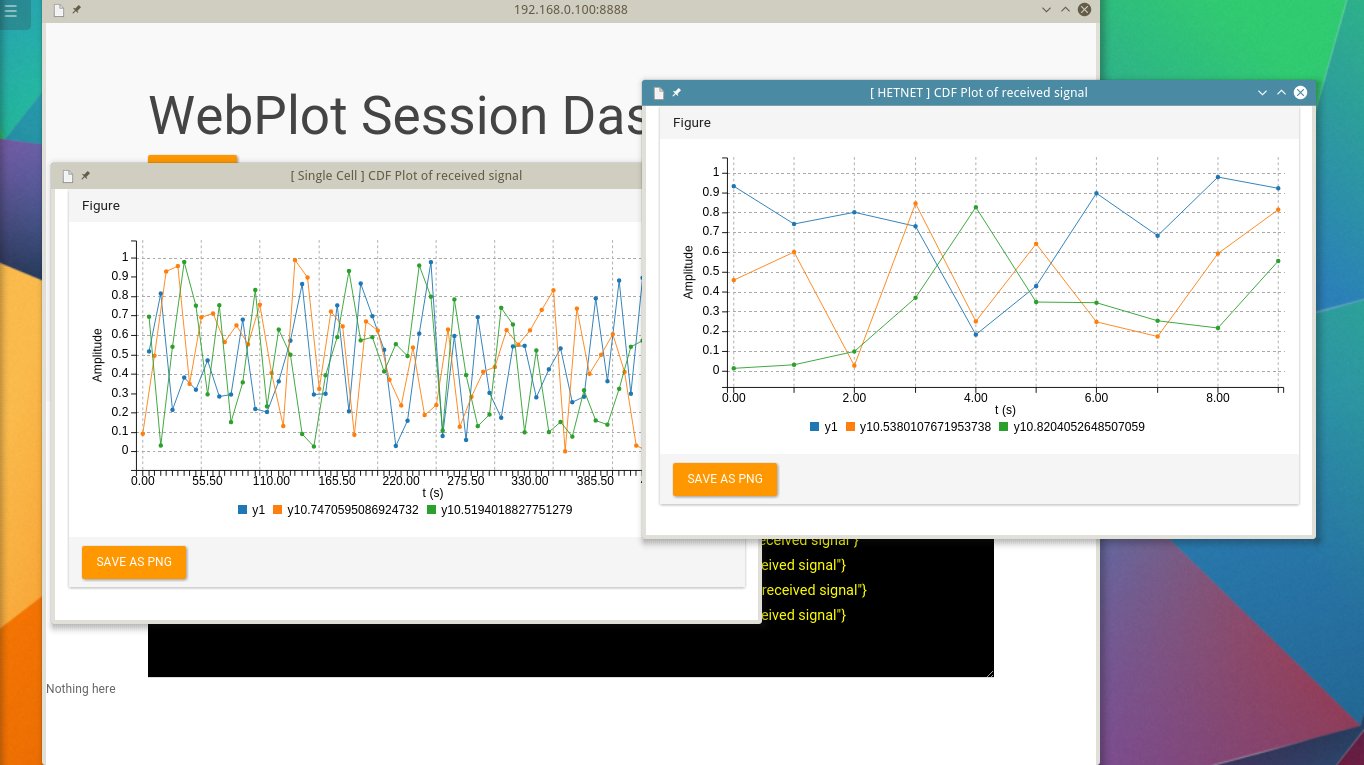 192.168.0.100:8888
WebPlot Session Das
[ Single Cell ] CDF Plot of received signal
Figure
1
0.9
0.8
0.7
0.6
0.5
0.4
0.3
0.2
0.1
0
Amplitude
0.00 55.50 110.00 165.50 220.00 275.50 330.00 385.50
t (s)
y1 y10.7470595086924732 y10.5194018827751279
SAVE AS PNG
[ HETNET ] CDF Plot of received signal
Figure
1
0.9
0.8
0.7
0.6
0.5
0.4
0.3
0.2
0.1
0
Amplitude
0.00 2.00 4.00 6.00 8.00
t (s)
y1 y10.5380107671953738 y10.8204052648507059
SAVE AS PNG
eceived signal"}
eived signal"}
received signal"}
eived signal"}
Nothing here